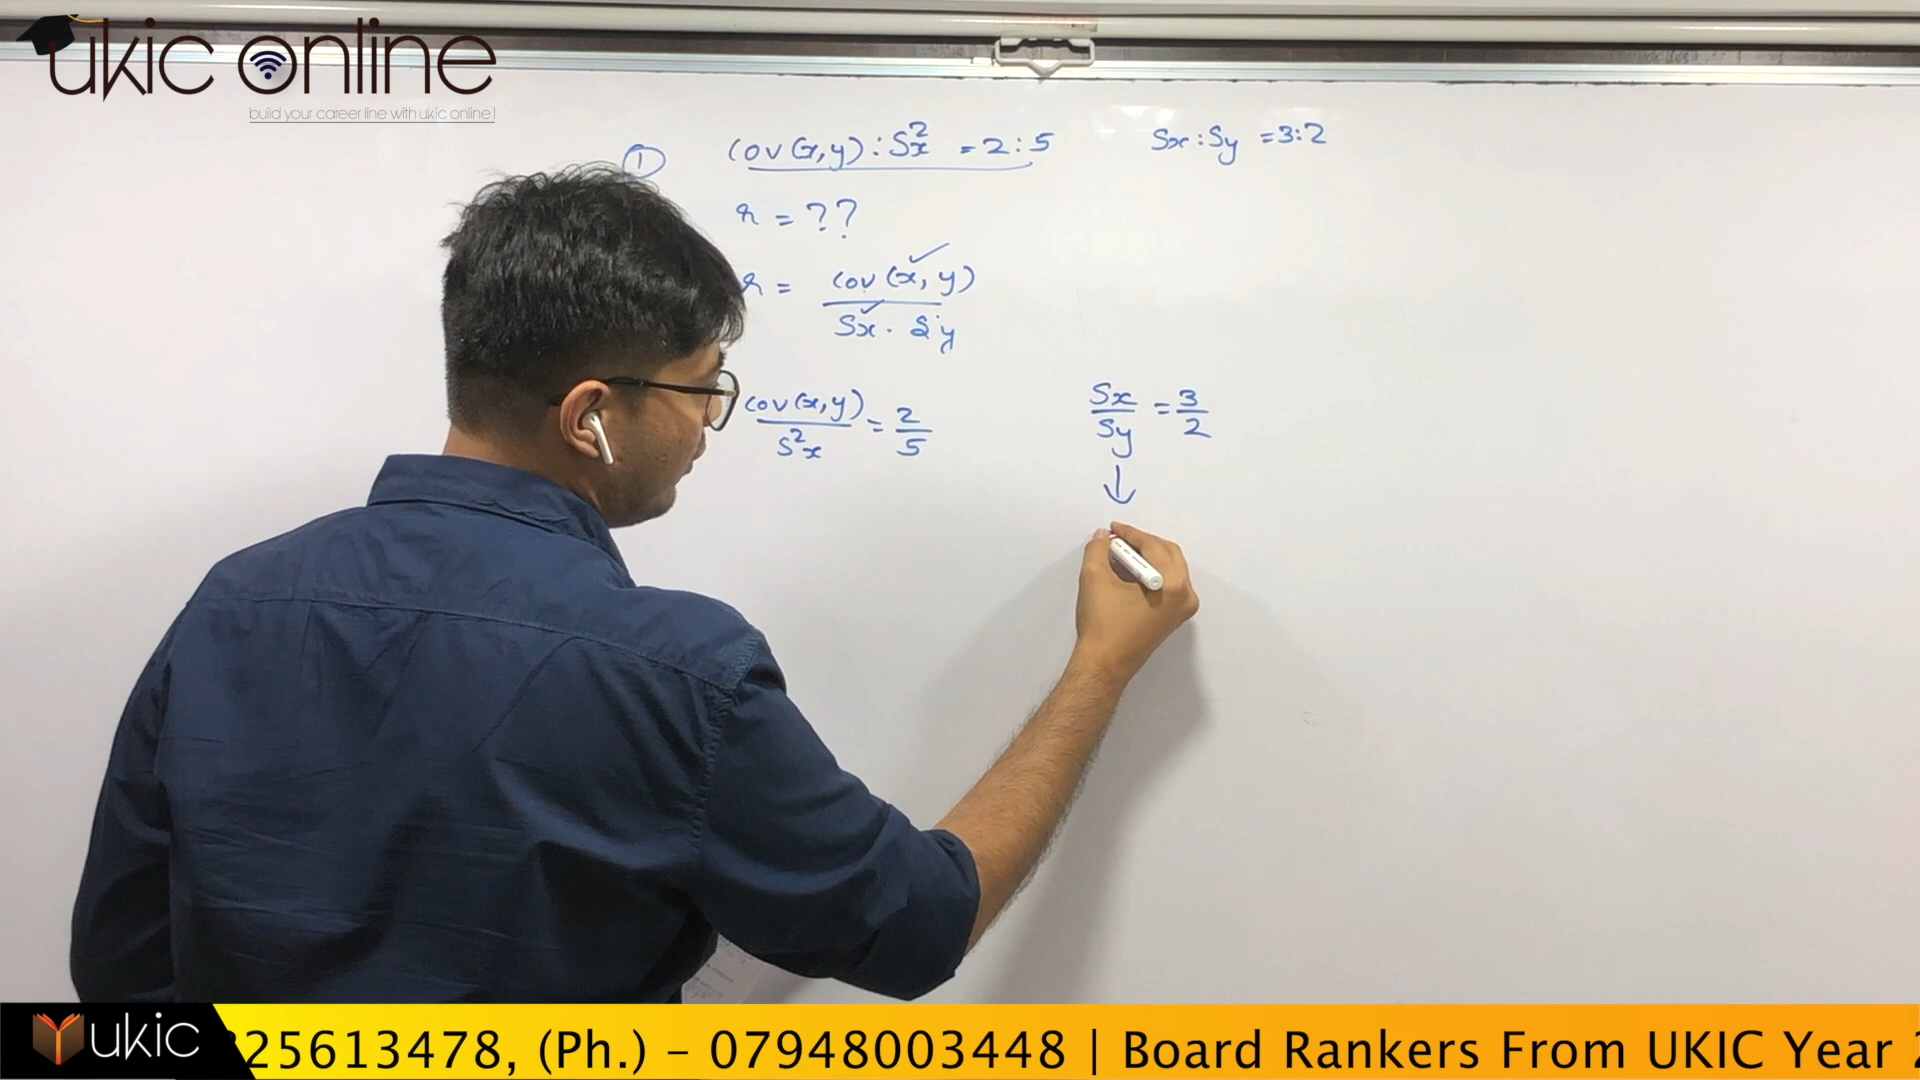 ukic online
build your career line with ukic online!
① cov(x,y) : Sx² = 2:5
Sx : Sy = 3:2
r = ??
r = cov(x,y) / Sx . Sy
cov(x,y) / S²x = 2/5
Sx / Sy = 3/2
ukic
25613478, (Ph.) – 07948003448 | Board Rankers From UKIC Year